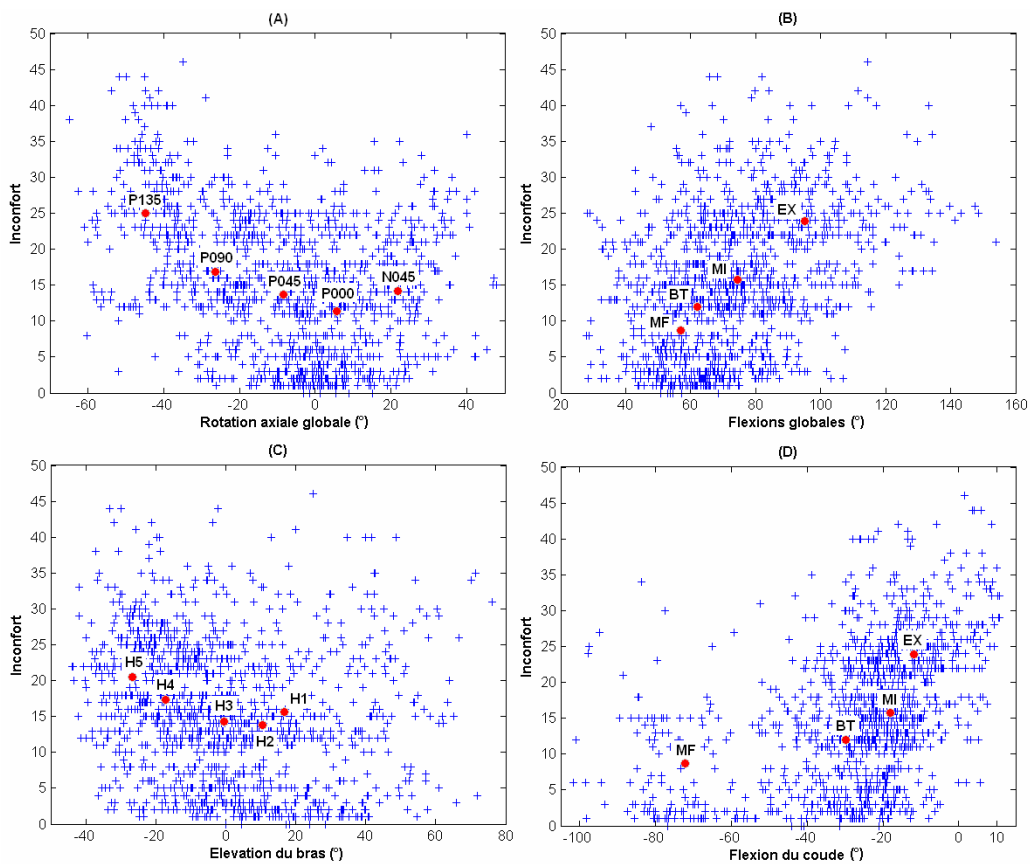 (A)
50
45
40
35
30
25
20
15
10
5
0
Inconfort
P135
P090
P045
P000
N045
-60 -40 -20 0 20 40
Rotation axiale globale (°)
(B)
50
45
40
35
30
25
20
15
10
5
0
Inconfort
EX
MI
BT
MF
20 40 60 80 100 120 140 160
Flexions globales (°)
(C)
50
45
40
35
30
25
20
15
10
5
0
Inconfort
H5
H4
H3
H1
H2
-40 -20 0 20 40 60 80
Elevation du bras (°)
(D)
50
45
40
35
30
25
20
15
10
5
0
Inconfort
EX
MI
BT
MF
-100 -80 -60 -40 -20 0
Flexion du coude (°)